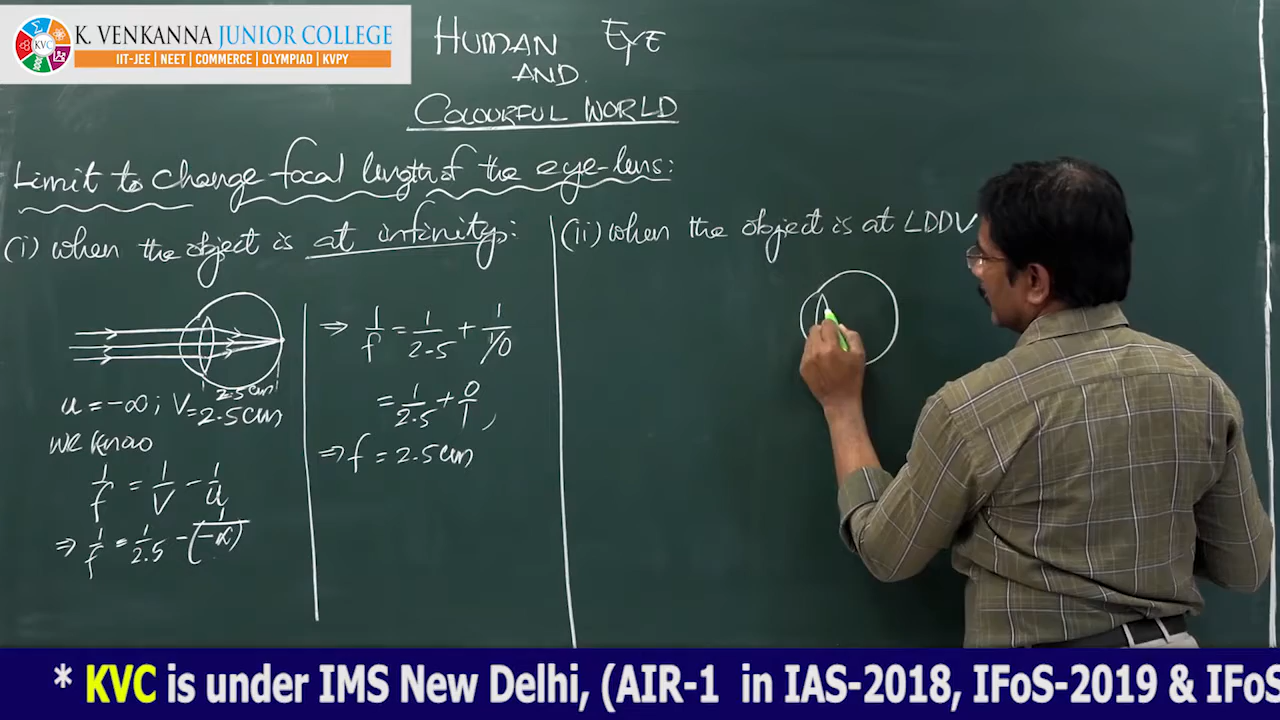 KVC
K. VENKANNA JUNIOR COLLEGE
IIT-JEE | NEET | COMMERCE | OLYMPIAD | KVPY
HUMAN EYE
AND.
COLOURFUL WORLD
Limit to change focal length of the eye-lens:
(i) when the object is at infinity:
2.5cm
u = -∞; V = 2.5cm
we know
1/f = 1/V - 1/u
⇒ 1/f = 1/2.5 - 1/(-∝)
⇒ 1/f = 1/2.5 + 1/1/0
= 1/2.5 + 0/1,
⇒ f = 2.5cm
(ii) when the object is at LDDV
* KVC is under IMS New Delhi, (AIR-1 in IAS-2018, IFoS-2019 & IFoS